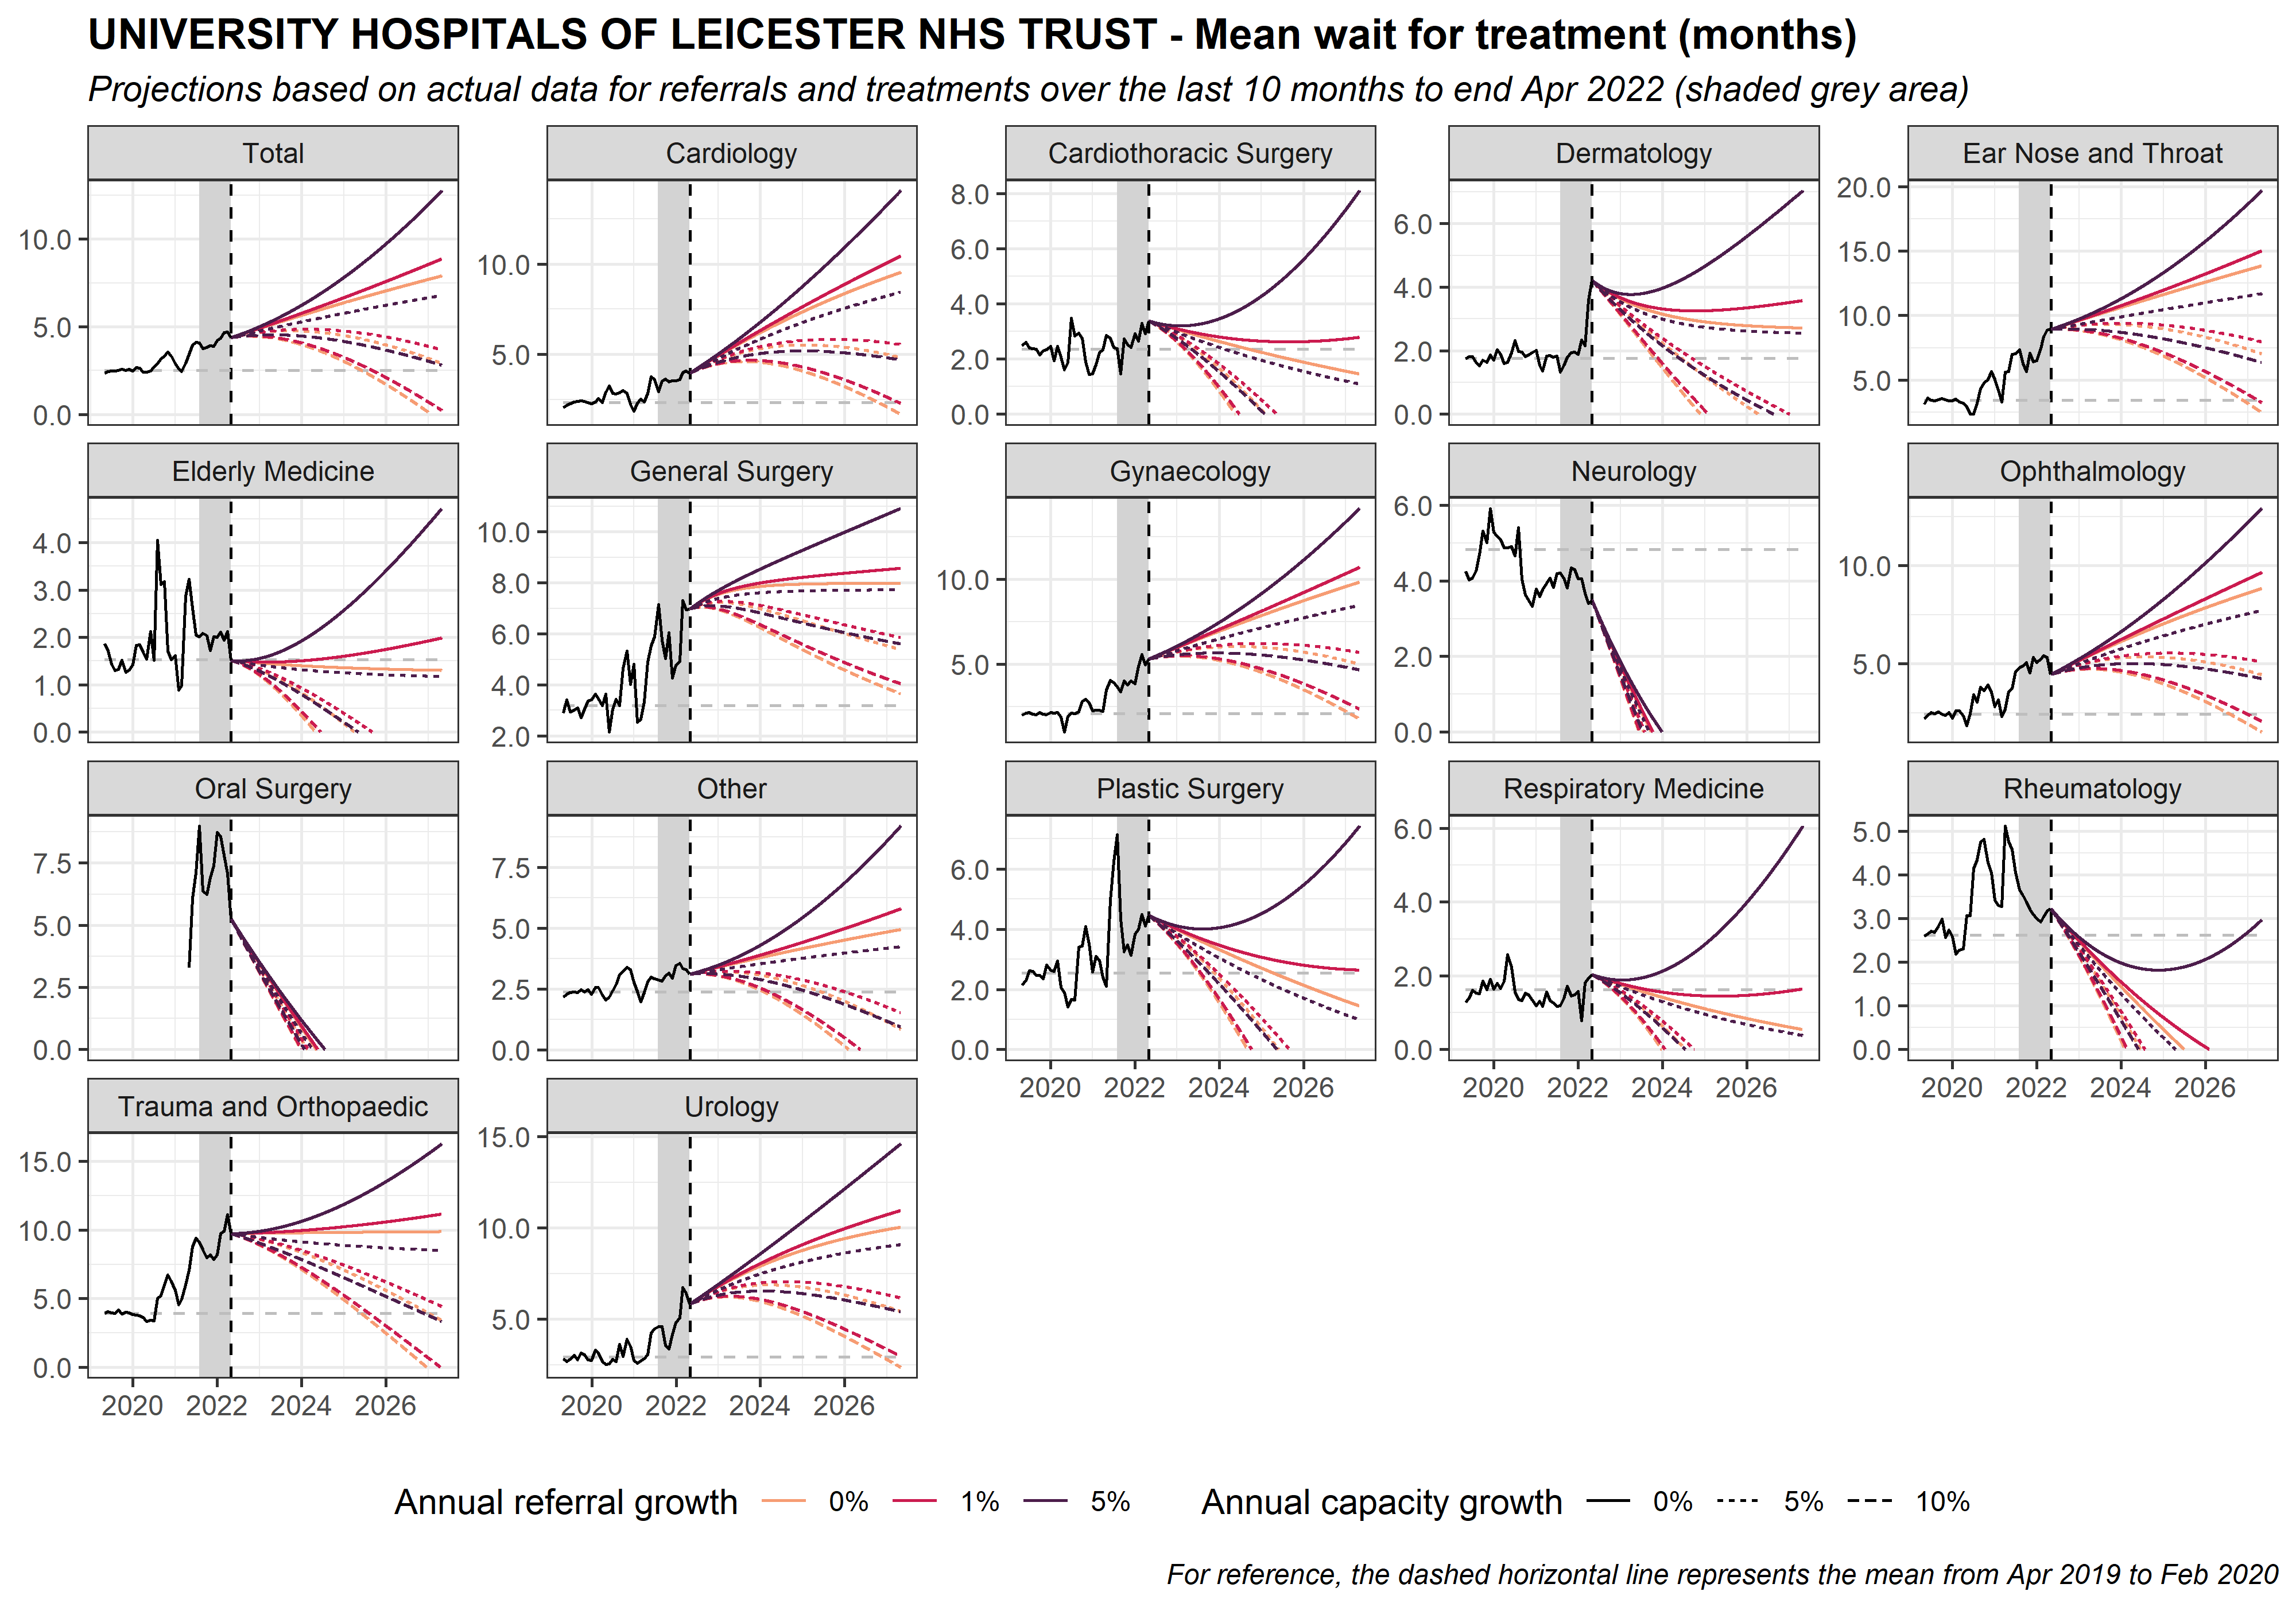 UNIVERSITY HOSPITALS OF LEICESTER NHS TRUST - Mean wait for treatment (months)
Projections based on actual data for referrals and treatments over the last 10 months to end Apr 2022 (shaded grey area)
Total
Cardiology
Cardiothoracic Surgery
Dermatology
Ear Nose and Throat
10.0
5.0
0.0
10.0
5.0
8.0
6.0
4.0
2.0
0.0
6.0
4.0
2.0
0.0
20.0
15.0
10.0
5.0
Elderly Medicine
General Surgery
Gynaecology
Neurology
Ophthalmology
4.0
3.0
2.0
1.0
0.0
10.0
8.0
6.0
4.0
2.0
10.0
5.0
6.0
4.0
2.0
0.0
10.0
5.0
Oral Surgery
Other
Plastic Surgery
Respiratory Medicine
Rheumatology
7.5
5.0
2.5
0.0
7.5
5.0
2.5
0.0
6.0
4.0
2.0
0.0
6.0
4.0
2.0
0.0
5.0
4.0
3.0
2.0
1.0
0.0
2020 2022 2024 2026
2020 2022 2024 2026
2020 2022 2024 2026
Trauma and Orthopaedic
Urology
15.0
10.0
5.0
0.0
15.0
10.0
5.0
2020 2022 2024 2026
2020 2022 2024 2026
Annual referral growth 0% 1% 5%
Annual capacity growth 0% 5% 10%
For reference, the dashed horizontal line represents the mean from Apr 2019 to Feb 2020